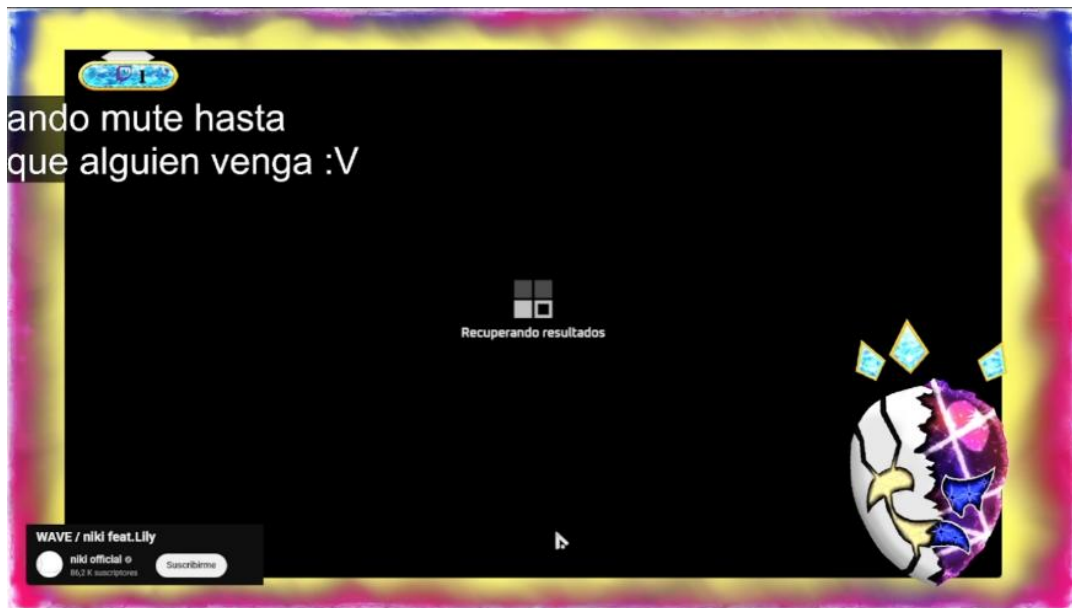 I
ando mute hasta
que alguien venga :V
Recuperando resultados
WAVE / niki feat.Lily
niki official
86,2 K suscriptores
Suscribirme